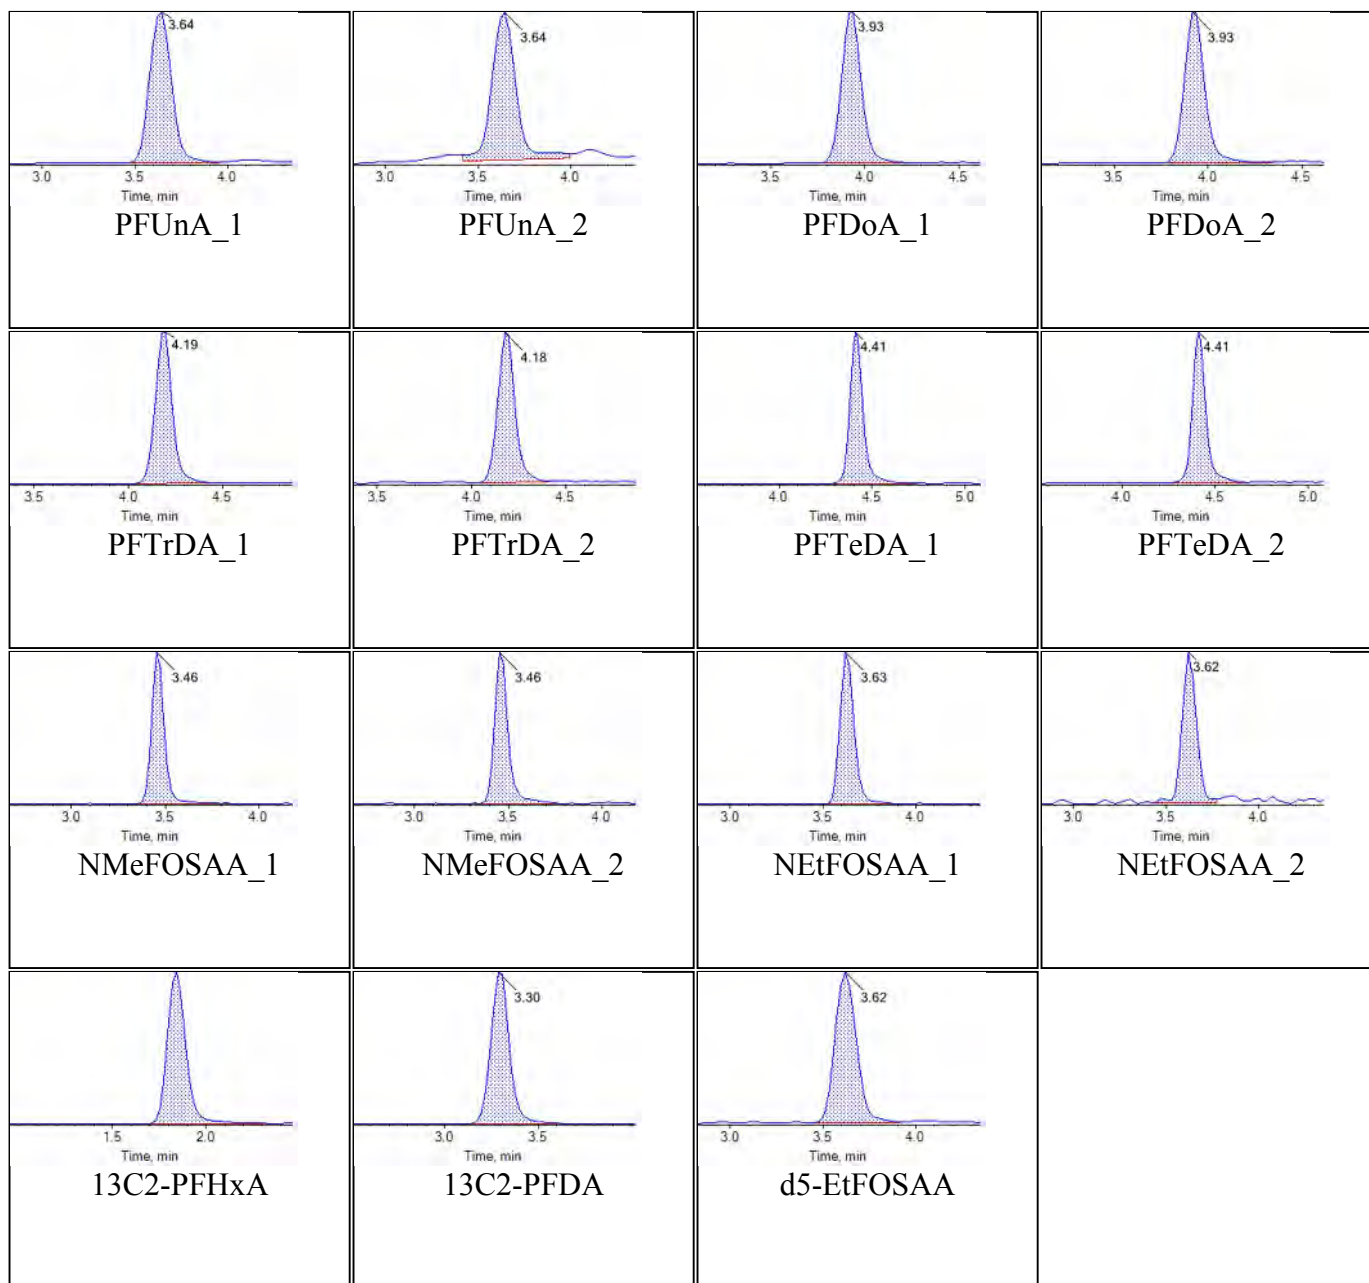 3.64
3.0 3.5 4.0
Time, min
PFUnA_1
3.64
3.0 3.5 4.0
Time, min
PFUnA_2
3.93
3.5 4.0 4.5
Time, min
PFDoA_1
3.93
3.5 4.0 4.5
Time, min
PFDoA_2
4.19
3.5 4.0 4.5
Time, min
PFTrDA_1
4.18
3.5 4.0 4.5
Time, min
PFTrDA_2
4.41
4.0 4.5 5.0
Time, min
PFTeDA_1
4.41
4.0 4.5 5.0
Time, min
PFTeDA_2
3.46
3.0 3.5 4.0
Time, min
NMeFOSAA_1
3.46
3.0 3.5 4.0
Time, min
NMeFOSAA_2
3.63
3.0 3.5 4.0
Time, min
NEtFOSAA_1
3.62
3.0 3.5 4.0
Time, min
NEtFOSAA_2
1.5 2.0
Time, min
13C2-PFHxA
3.30
3.0 3.5
Time, min
13C2-PFDA
3.62
3.0 3.5 4.0
Time, min
d5-EtFOSAA